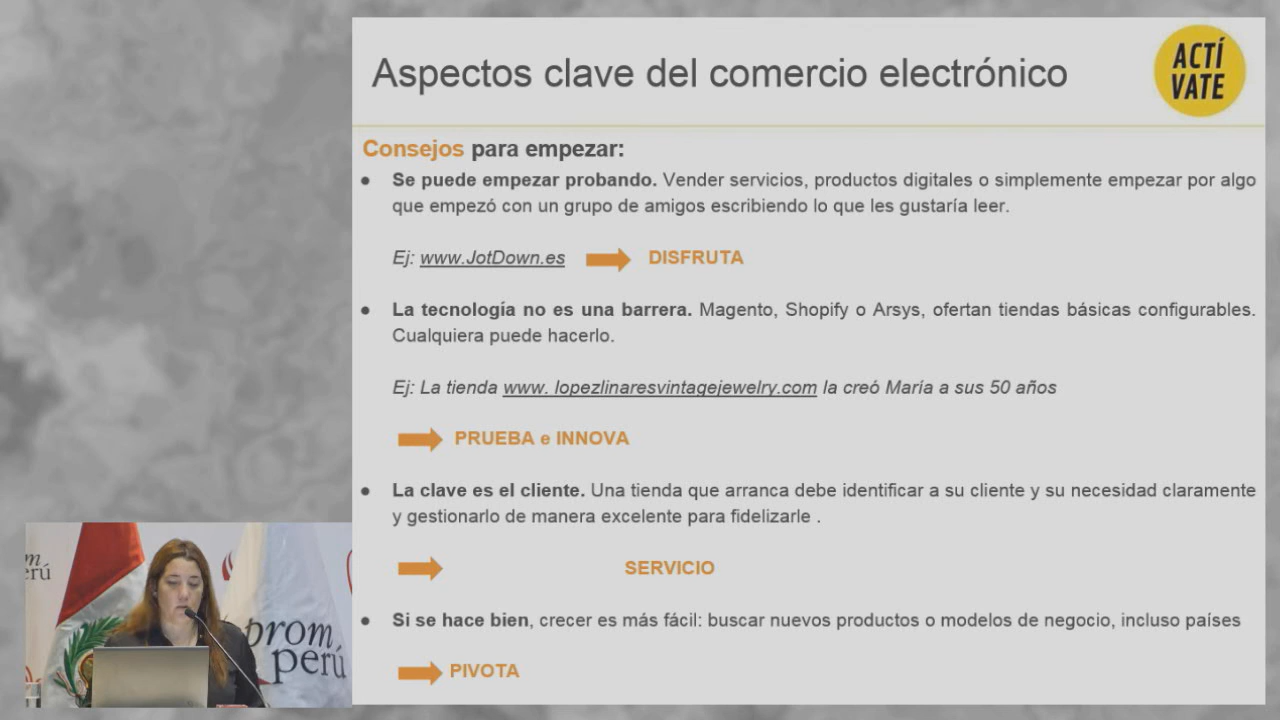 Aspectos clave del comercio electrónico
ACTÍ
VATE
Consejos para empezar:
● Se puede empezar probando. Vender servicios, productos digitales o simplemente empezar por algo
que empezó con un grupo de amigos escribiendo lo que les gustaría leer.
Ej: www.JotDown.es DISFRUTA
● La tecnología no es una barrera. Magento, Shopify o Arsys, ofertan tiendas básicas configurables.
Cualquiera puede hacerlo.
Ej: La tienda www. lopezlinaresvintagejewelry.com la creó María a sus 50 años
PRUEBA e INNOVA
● La clave es el cliente. Una tienda que arranca debe identificar a su cliente y su necesidad claramente
y gestionarlo de manera excelente para fidelizarle .
SERVICIO
● Si se hace bien, crecer es más fácil: buscar nuevos productos o modelos de negocio, incluso países
PIVOTA
m
erú
prom
perú